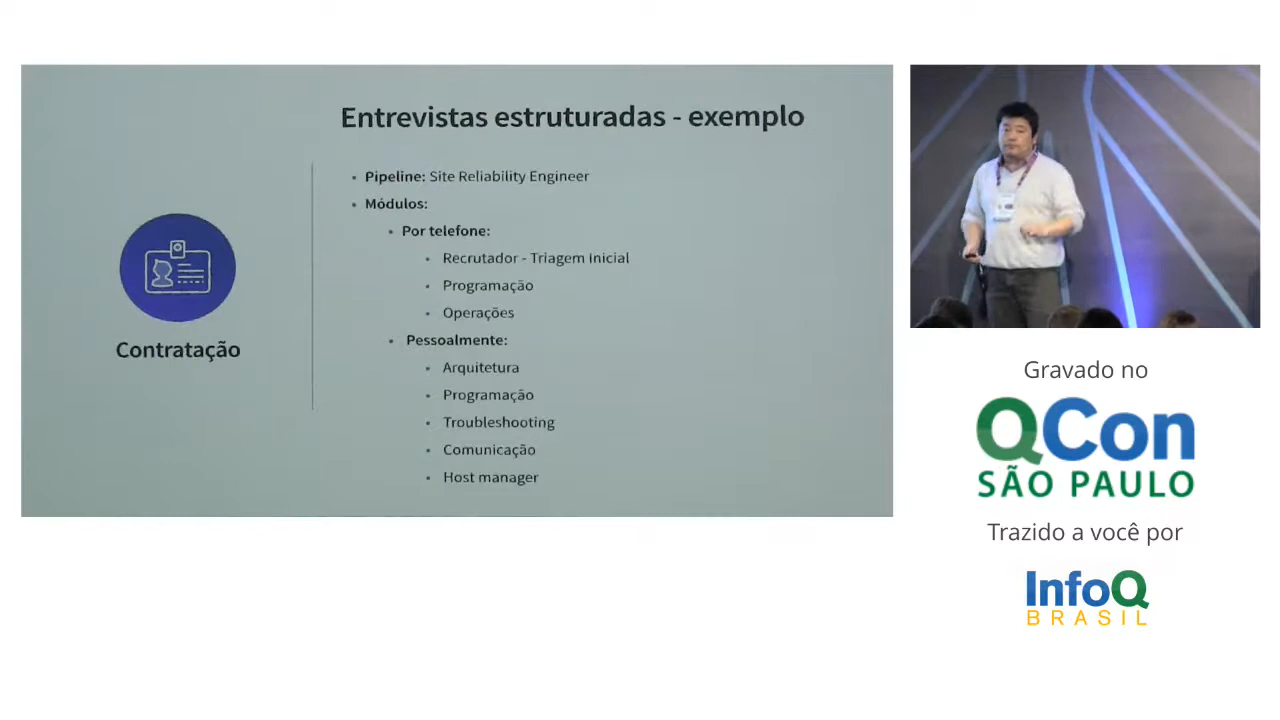 Entrevistas estruturadas - exemplo
Pipeline: Site Reliability Engineer
Módulos:
Por telefone:
Recrutador - Triagem Inicial
Programação
Operações
Pessoalmente:
Arquitetura
Programação
Troubleshooting
Comunicação
Host manager
Contratação
Gravado no
QCon
SÃO PAULO
Trazido a você por
InfoQ
BRASIL